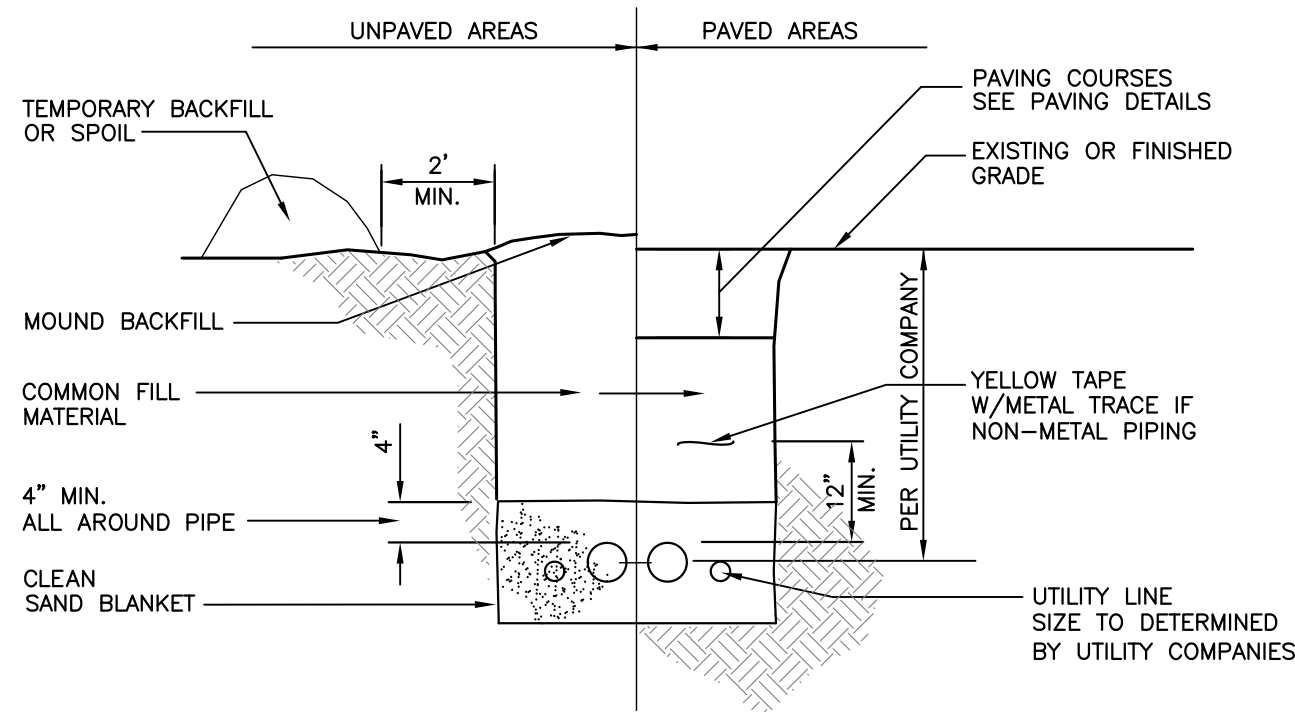 UNPAVED AREAS
PAVED AREAS
TEMPORARY BACKFILL
OR SPOIL
2'
MIN.
PAVING COURSES
SEE PAVING DETAILS
EXISTING OR FINISHED
GRADE
MOUND BACKFILL
COMMON FILL
MATERIAL
4"
4" MIN.
ALL AROUND PIPE
CLEAN
SAND BLANKET
YELLOW TAPE
W/METAL TRACE IF
NON-METAL PIPING
12"
MIN.
PER UTILITY COMPANY
UTILITY LINE
SIZE TO DETERMINED
BY UTILITY COMPANIES